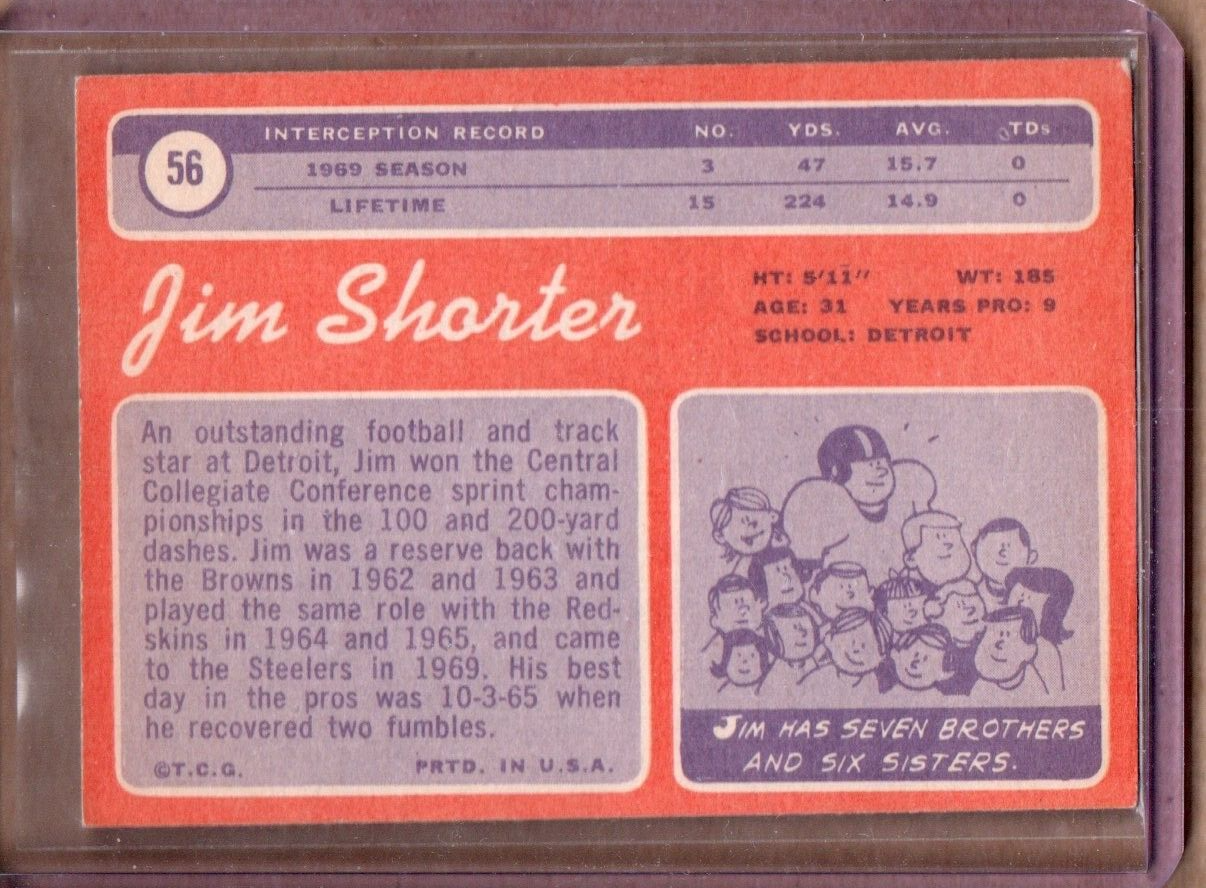 56
INTERCEPTION RECORD NO. YDS. AVG. TDs
1969 SEASON 3 47 15.7 0
LIFETIME 15 224 14.9 0
Jim Shorter
HT: 5'11" WT: 185
AGE: 31 YEARS PRO: 9
SCHOOL: DETROIT
An outstanding football and track
star at Detroit, Jim won the Central
Collegiate Conference sprint cham-
pionships in the 100 and 200-yard
dashes. Jim was a reserve back with
the Browns in 1962 and 1963 and
played the same role with the Red-
skins in 1964 and 1965, and came
to the Steelers in 1969. His best
day in the pros was 10-3-65 when
he recovered two fumbles.
©T.C.G. PRTD. IN U.S.A.
JIM HAS SEVEN BROTHERS
AND SIX SISTERS.